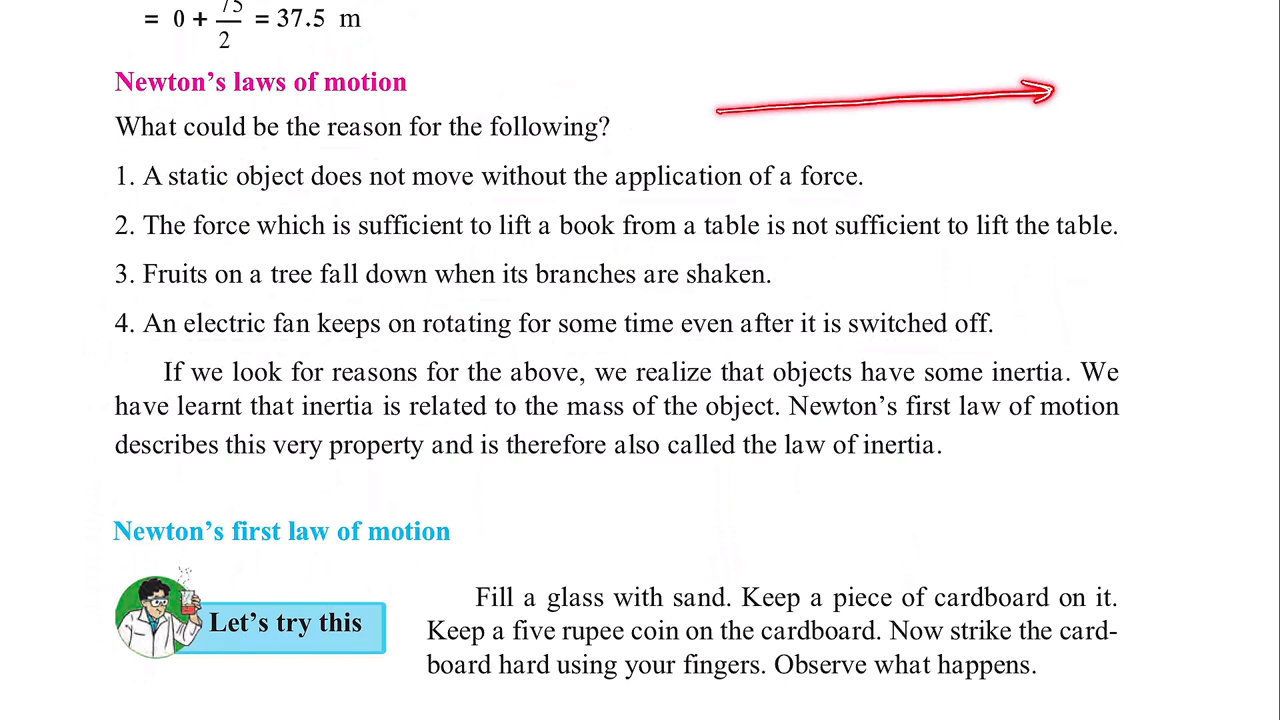 = 0 + 75/2 = 37.5 m
Newton's laws of motion
What could be the reason for the following?
1. A static object does not move without the application of a force.
2. The force which is sufficient to lift a book from a table is not sufficient to lift the table.
3. Fruits on a tree fall down when its branches are shaken.
4. An electric fan keeps on rotating for some time even after it is switched off.
If we look for reasons for the above, we realize that objects have some inertia. We
have learnt that inertia is related to the mass of the object. Newton's first law of motion
describes this very property and is therefore also called the law of inertia.
Newton's first law of motion
Let's try this
Fill a glass with sand. Keep a piece of cardboard on it.
Keep a five rupee coin on the cardboard. Now strike the card-
board hard using your fingers. Observe what happens.